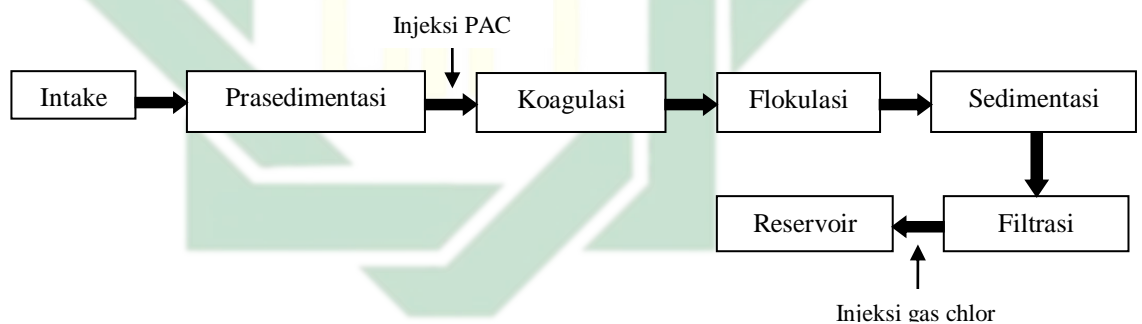 Injeksi PAC
Intake
Prasedimentasi
Koagulasi
Flokulasi
Sedimentasi
Reservoir
Filtrasi
Injeksi gas chlor